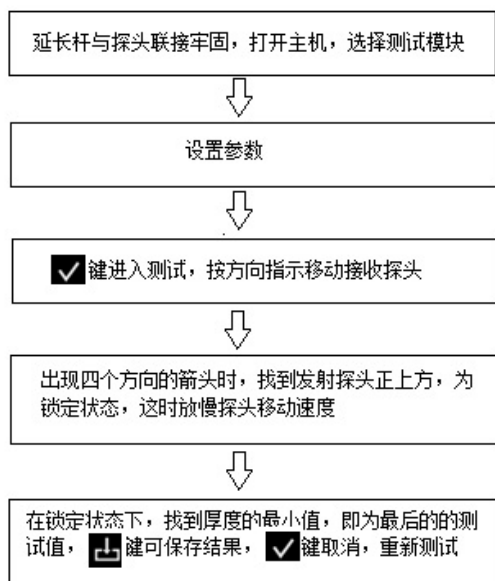 延长杆与探头联接牢固，打开主机，选择测试模块
设置参数
键进入测试，按方向指示移动接收探头
出现四个方向的箭头时，找到发射探头正上方，为
锁定状态，这时放慢探头移动速度
在锁定状态下，找到厚度的最小值，即为最后的的测
试值，键可保存结果，键取消，重新测试